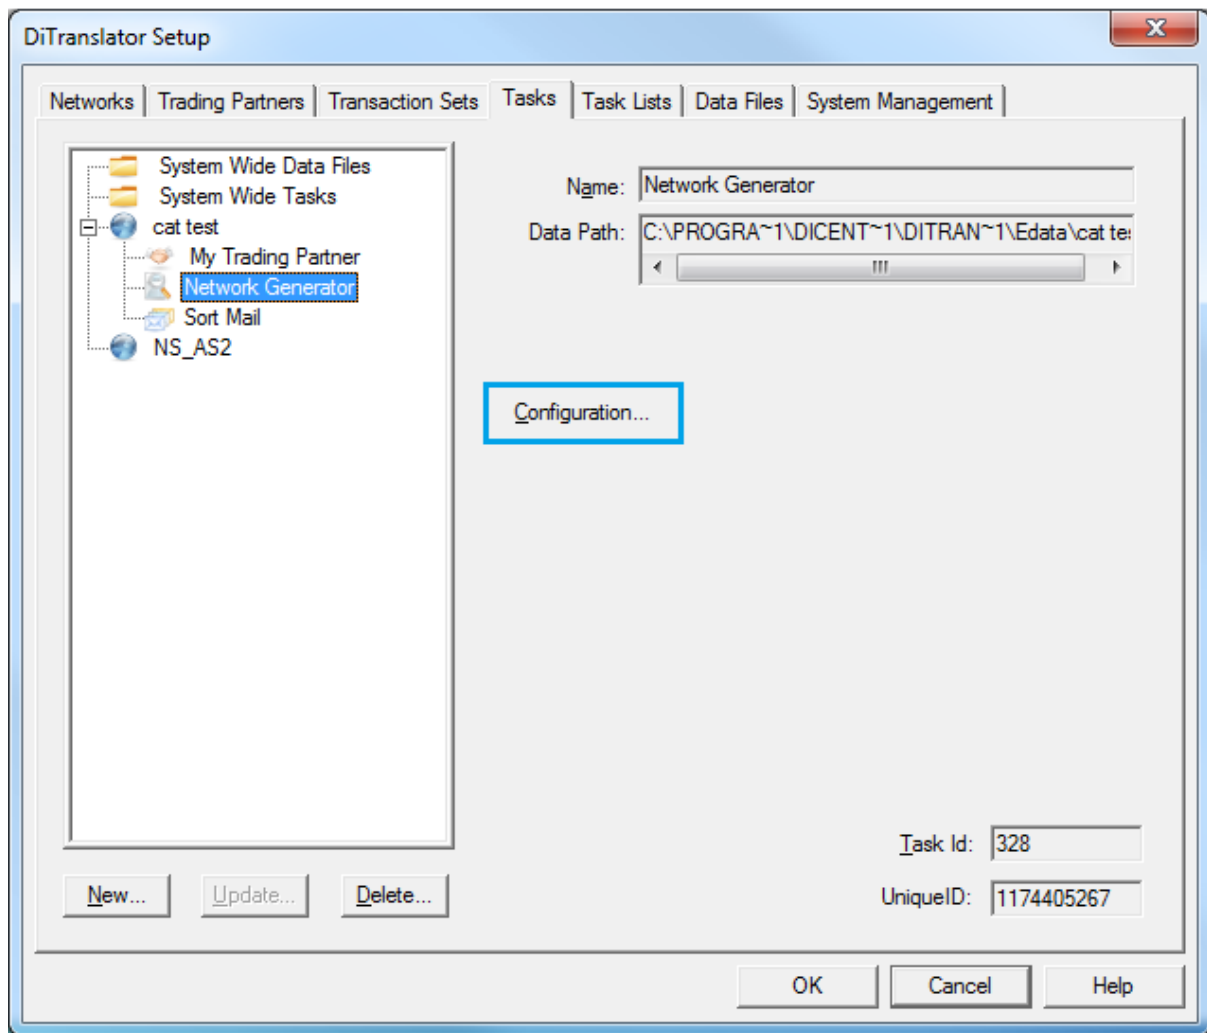 DiTranslator Setup
Networks
Trading Partners
Transaction Sets
Tasks
Task Lists
Data Files
System Management
System Wide Data Files
System Wide Tasks
cat test
My Trading Partner
Network Generator
Sort Mail
NS_AS2
Name: Network Generator
Data Path: C:\PROGRA~1\DICENT~1\DITRAN~1\Edata\cat te
Configuration...
Task Id: 328
UniqueID: 1174405267
New...
Update...
Delete...
OK
Cancel
Help